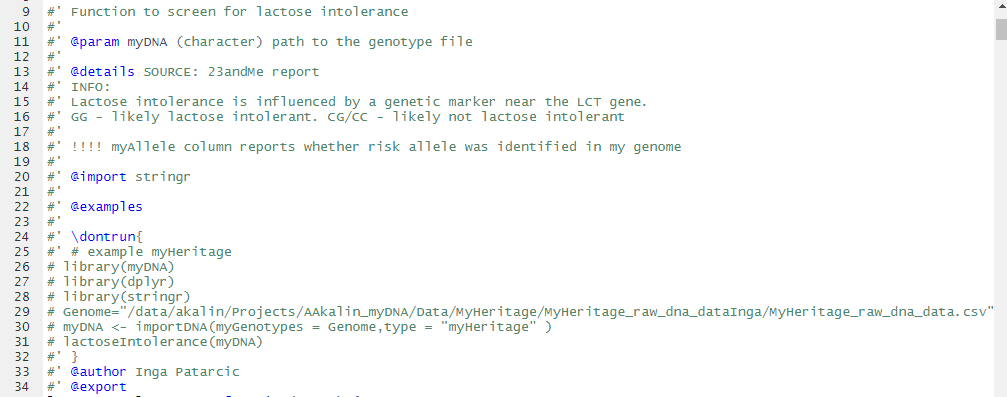 9 #' Function to screen for lactose intolerance
10 #'
11 #' @param myDNA (character) path to the genotype file
12 #'
13 #' @details SOURCE: 23andMe report
14 #' INFO:
15 #' Lactose intolerance is influenced by a genetic marker near the LCT gene.
16 #' GG - likely lactose intolerant. CG/CC - likely not lactose intolerant
17 #'
18 #' !!!! myAllele column reports whether risk allele was identified in my genome
19 #'
20 #' @import stringr
21 #'
22 #' @examples
23 #'
24 #' \dontrun{
25 #' # example myHeritage
26 # library(myDNA)
27 # library(dplyr)
28 # library(stringr)
29 # Genome="/data/akalin/Projects/AAkalin_myDNA/Data/MyHeritage/MyHeritage_raw_dna_dataInga/MyHeritage_raw_dna_data.csv"
30 # myDNA <- importDNA(myGenotypes = Genome,type = "myHeritage" )
31 # lactoseIntolerance(myDNA)
32 #' }
33 #' @author Inga Patarcic
34 #' @export